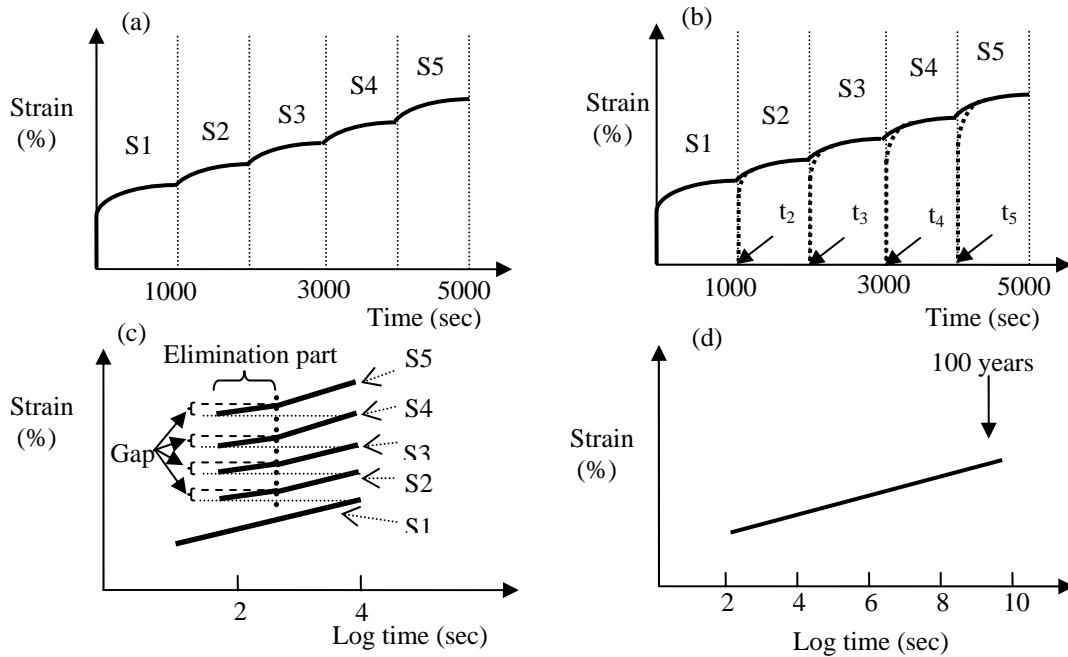 (a)
Strain
(%)
S1
S2
S3
S4
S5
1000
3000
5000
Time (sec)
(b)
Strain
(%)
S1
S2
S3
S4
S5
t2
t3
t4
t5
1000
3000
5000
Time (sec)
(c)
Elimination part
Strain
(%)
Gap
S5
S4
S3
S2
S1
2
4
Log time (sec)
(d)
100 years
Strain
(%)
2
4
6
8
10
Log time (sec)